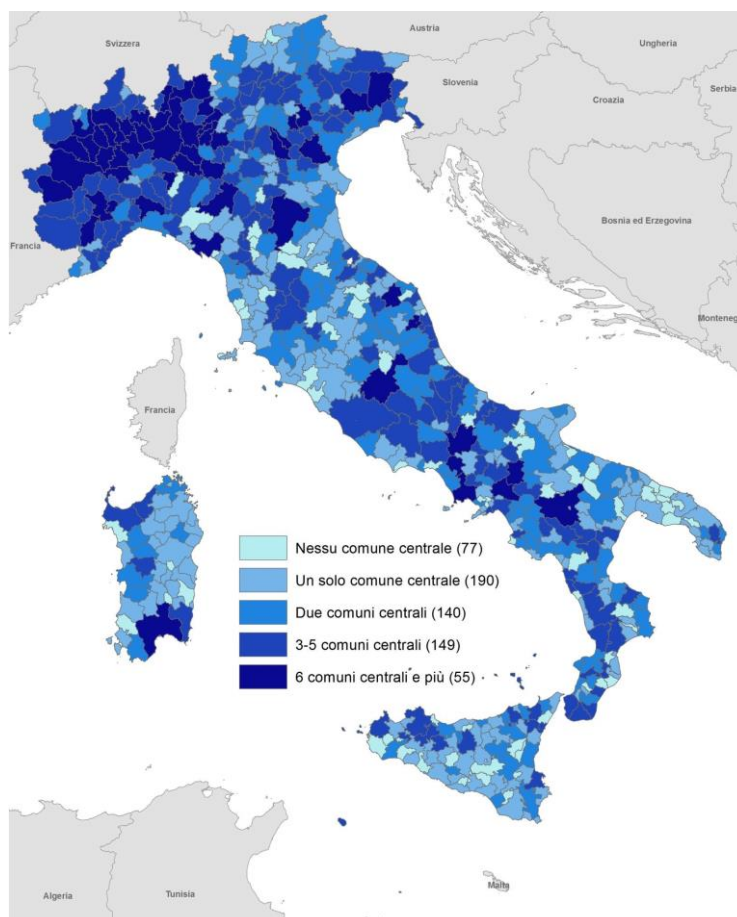 Svizzera
Austria
Ungheria
Slovenia
Croazia
Serbia
Bosnia ed Erzegovina
Francia
Monteneg
Francia
Nessu comune centrale (77)
Un solo comune centrale (190)
Due comuni centrali (140)
3-5 comuni centrali (149)
6 comuni centrali e più (55)
Algeria
Tunisia
Malta